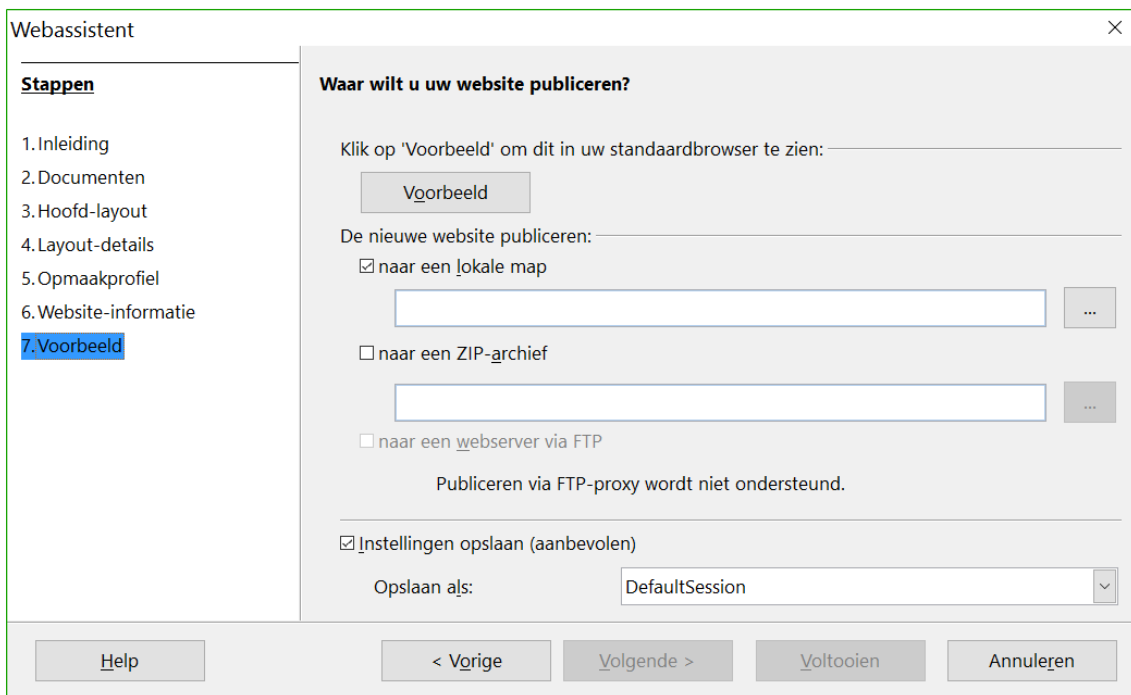 Webassistent
Stappen
1. Inleiding
2. Documenten
3. Hoofd-layout
4. Layout-details
5. Opmaakprofiel
6. Website-informatie
7. Voorbeeld
Waar wilt u uw website publiceren?
Klik op 'Voorbeeld' om dit in uw standaardbrowser te zien:
Voorbeeld
De nieuwe website publiceren:
naar een lokale map
...
naar een ZIP-archief
...
naar een webserver via FTP
Publiceren via FTP-proxy wordt niet ondersteund.
Instellingen opslaan (aanbevolen)
Opslaan als: DefaultSession
Help < Vorige Volgende > Voltooien Annuleren